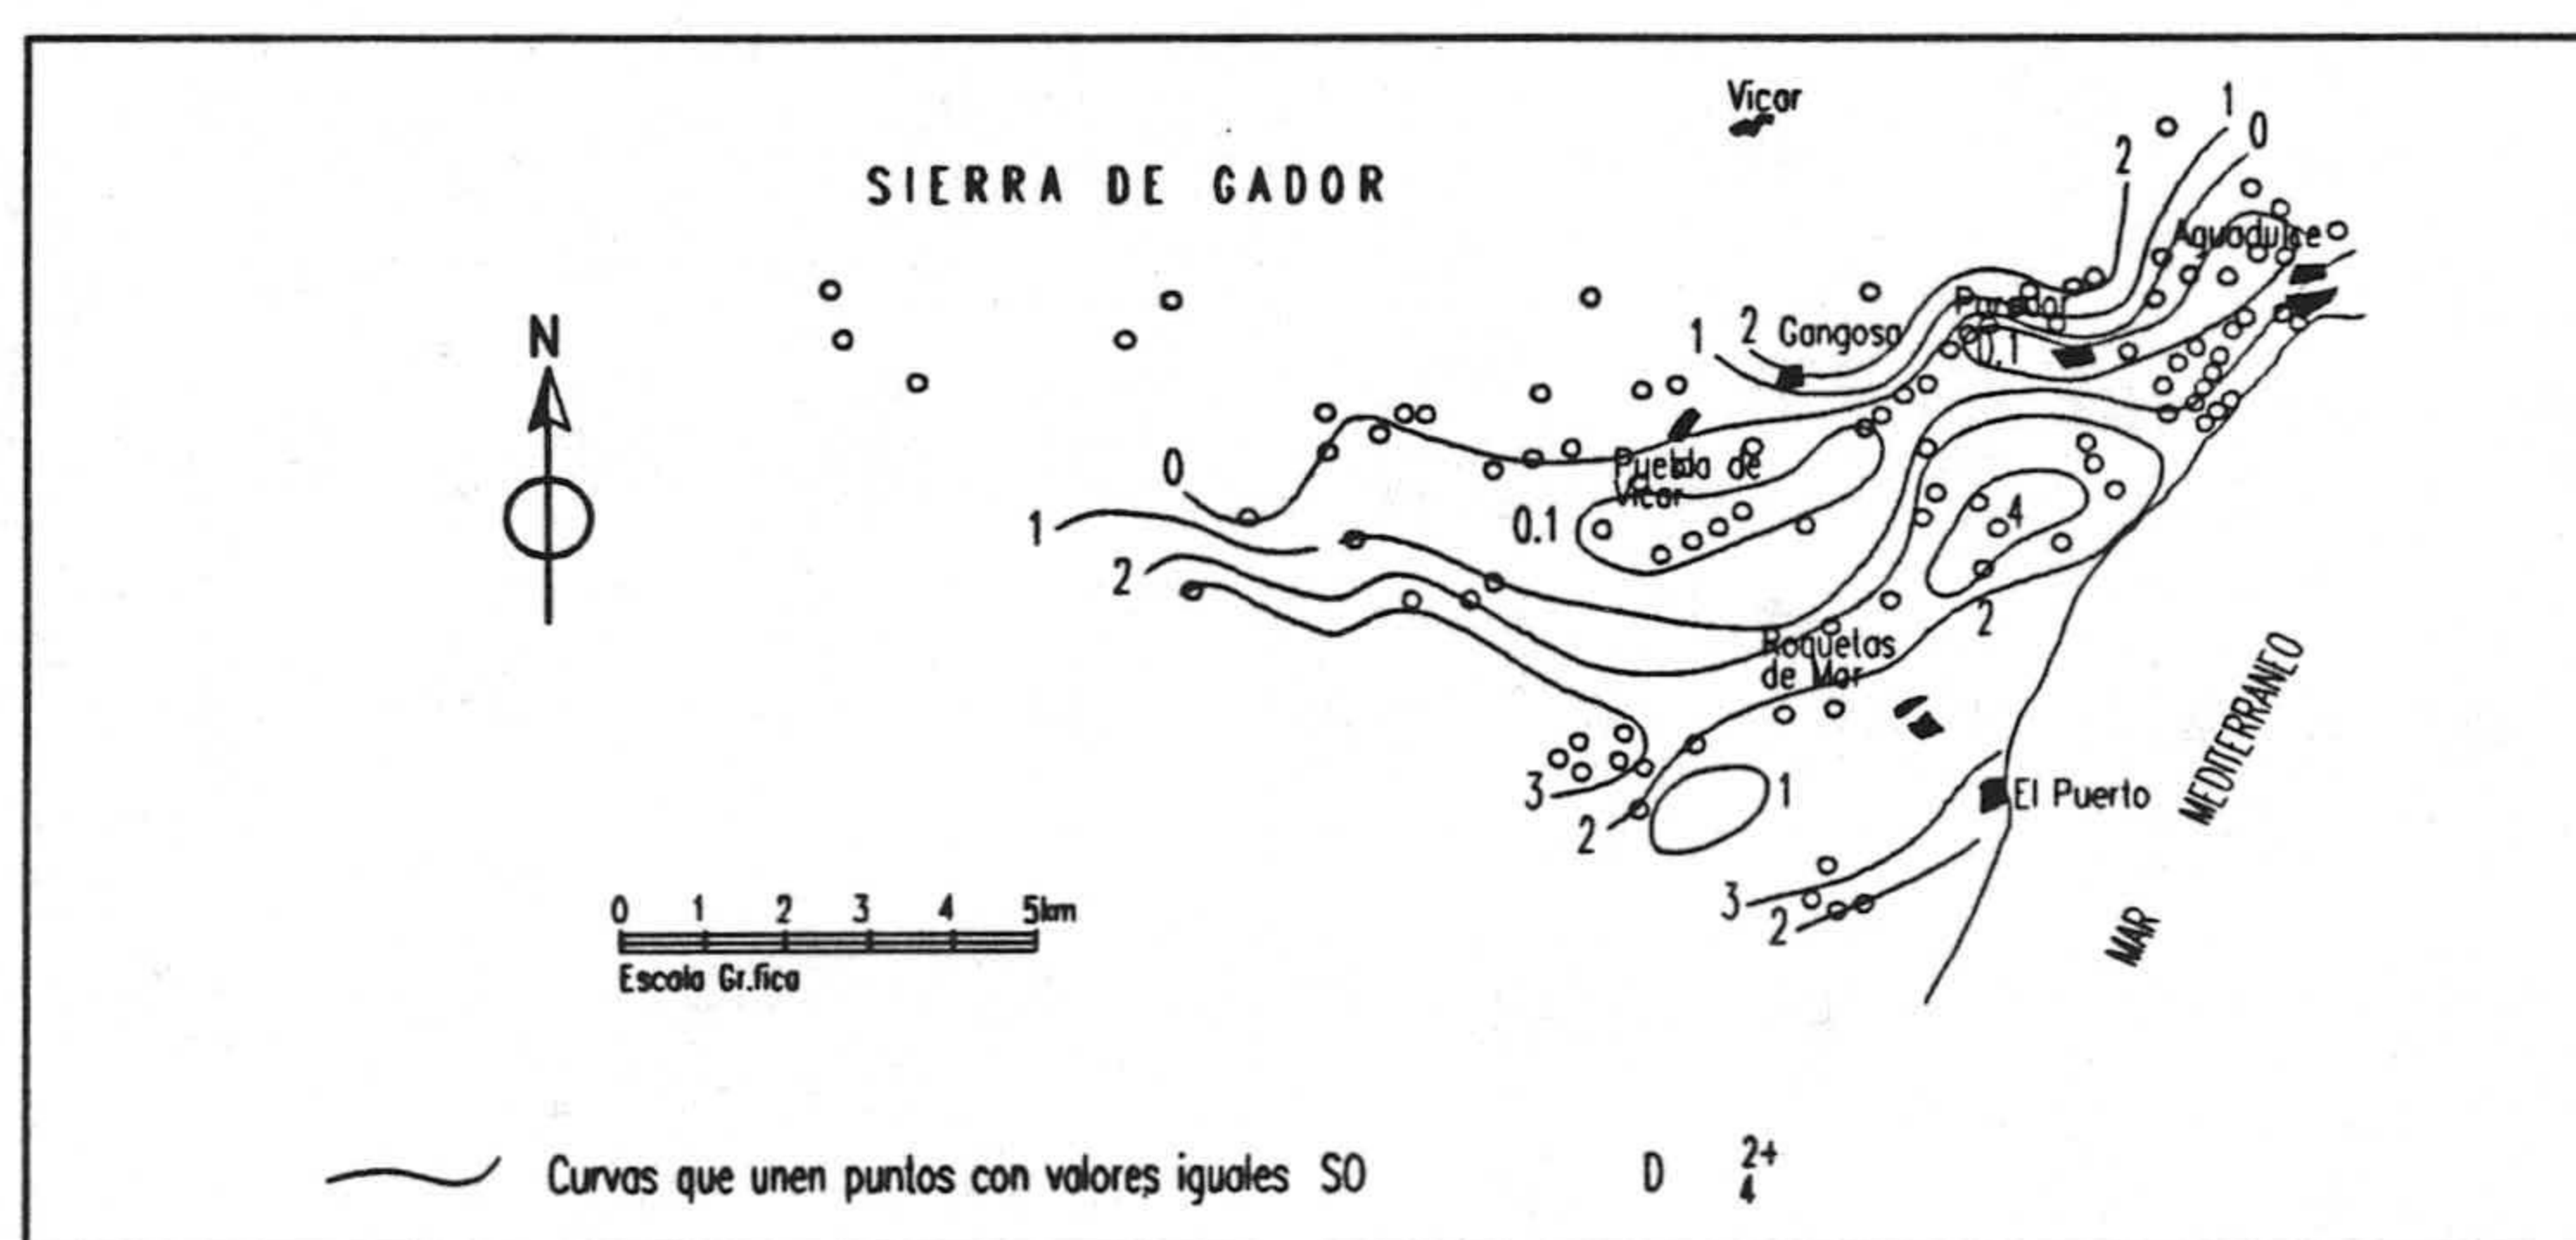 Vicar
SIERRA DE GADOR
1
0
2
Aguadulce
Parador
1
2
Gangosa
0.1
N
0
Puebla de
Vicar
1
0.1
4
2
2
Roquetas
de Mar
3
1
El Puerto
2
MAR MEDITERRANEO
3
2
0 1 2 3 4 5km
Escala Gr.fica
Curvas que unen puntos con valores iguales SO D 2+
4